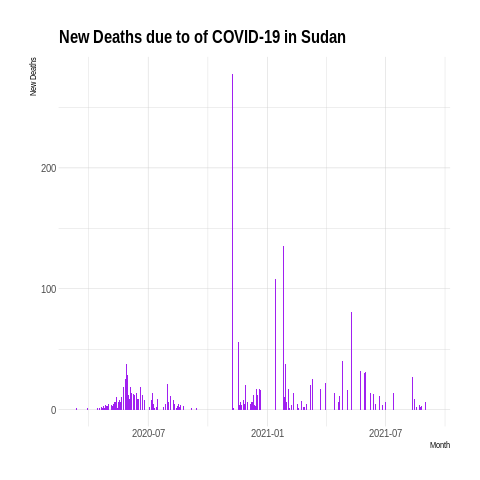 New Deaths due to of COVID-19 in Sudan
New Deaths
200
100
0
2020-07
2021-01
2021-07
Month